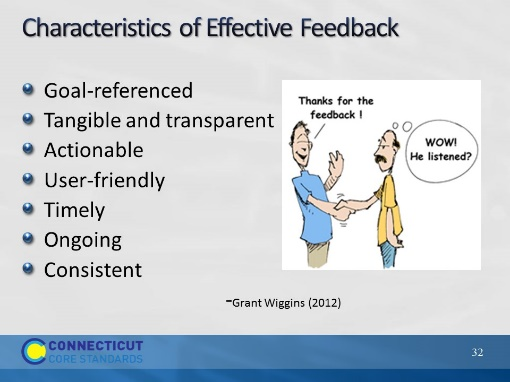 Characteristics of Effective Feedback
Goal-referenced
Tangible and transparent
Actionable
User-friendly
Timely
Ongoing
Consistent
Thanks for the
feedback !
WOW!
He listened?
-Grant Wiggins (2012)
CONNECTICUT
CORE STANDARDS
32